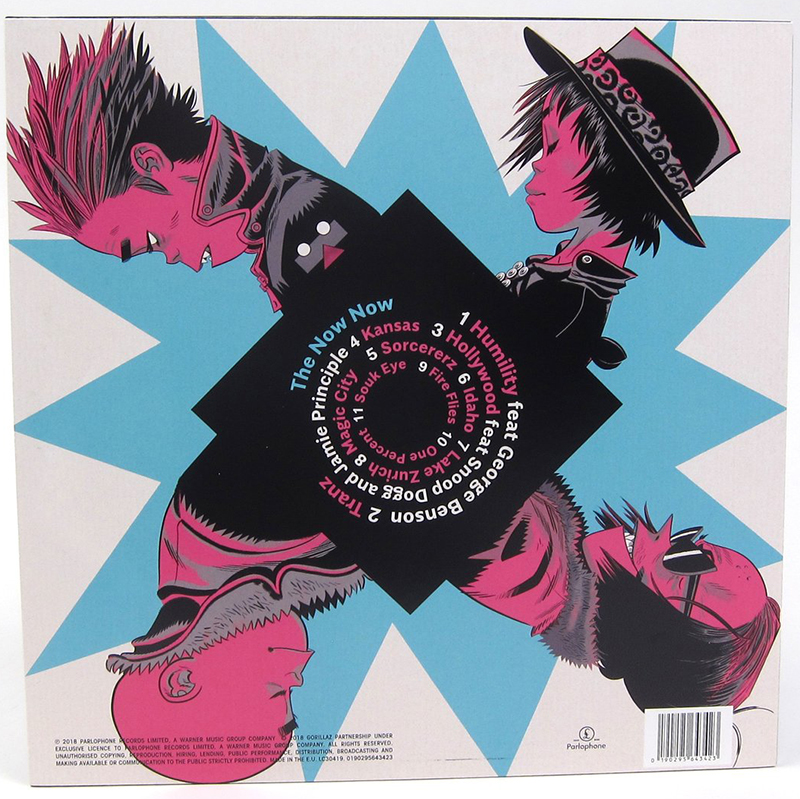 The Now Now
1 Humility feat George Benson 2 Tranz
3 Hollywood feat Snoop Dogg and Jamie Principle 4 Kansas
5 Sorcererz 6 Idaho 7 Lake Zurich 8 Magic City
9 Fire Flies 10 One Percent 11 Souk Eye
℗ 2018 PARLOPHONE RECORDS LIMITED, A WARNER MUSIC GROUP COMPANY. © 2018 GORILLAZ PARTNERSHIP UNDER
EXCLUSIVE LICENCE TO PARLOPHONE RECORDS LIMITED, A WARNER MUSIC GROUP COMPANY. ALL RIGHTS RESERVED.
UNAUTHORISED COPYING, REPRODUCTION, HIRING, LENDING, PUBLIC PERFORMANCE, DISTRIBUTION, BROADCASTING AND
MAKING AVAILABLE OR COMMUNICATION TO THE PUBLIC STRICTLY PROHIBITED. MADE IN THE E.U. LC30419. 0190295643423
Parlophone
0 190295 643423